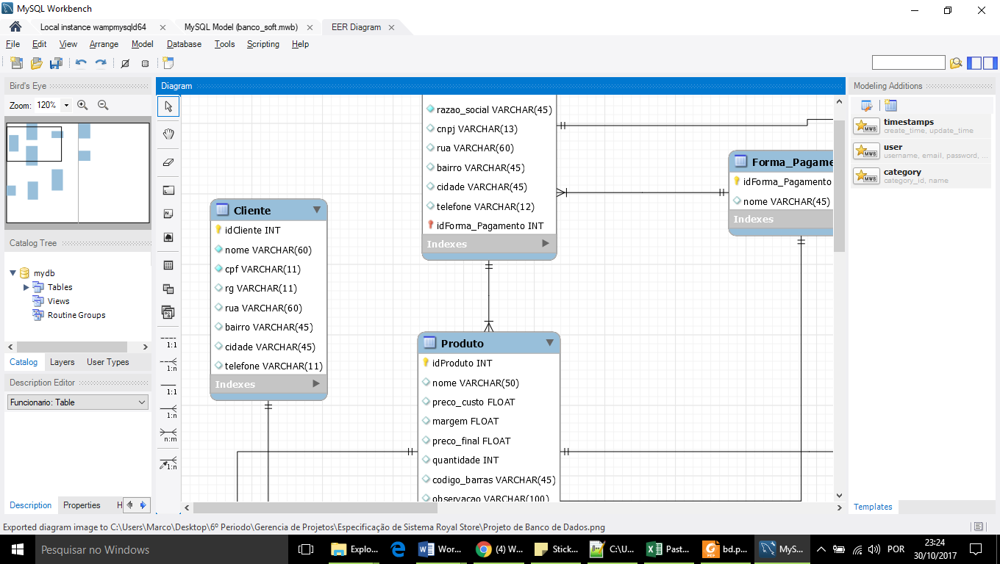 MySQL Workbench
Local instance wampmysqld64
MySQL Model (banco_soft.mwb)
EER Diagram
File Edit View Arrange Model Database Tools Scripting Help
Bird's Eye
Zoom: 120%
Catalog Tree
mydb
Tables
Views
Routine Groups
Catalog Layers User Types
Description Editor
Funcionario: Table
Description Properties H
Diagram
1:1
1:n
1:1
1:n
n:m
1:n
razao_social VARCHAR(45)
cnpj VARCHAR(13)
rua VARCHAR(60)
bairro VARCHAR(45)
cidade VARCHAR(45)
telefone VARCHAR(12)
idForma_Pagamento INT
Indexes
Forma_Pagame
idForma_Pagamento
nome VARCHAR(45)
Indexes
Cliente
idCliente INT
nome VARCHAR(60)
cpf VARCHAR(11)
rg VARCHAR(11)
rua VARCHAR(60)
bairro VARCHAR(45)
cidade VARCHAR(45)
telefone VARCHAR(11)
Indexes
Produto
idProduto INT
nome VARCHAR(50)
preco_custo FLOAT
margem FLOAT
preco_final FLOAT
quantidade INT
codigo_barras VARCHAR(45)
observacao VARCHAR(100)
Modeling Additions
MWB
timestamps
create_time, update_time
MWB
user
username, email, password, ...
MWB
category
category_id, name
Templates
Exported diagram image to C:\Users\Marco\Desktop\6º Periodo\Gerencia de Projetos\Especificação de Sistema Royal Store\Projeto de Banco de Dados.png
Pesquisar no Windows
Explo...
Wor...
(4) W...
Stick...
C:\U...
Past...
bd.p...
MyS...
POR
23:24
30/10/2017